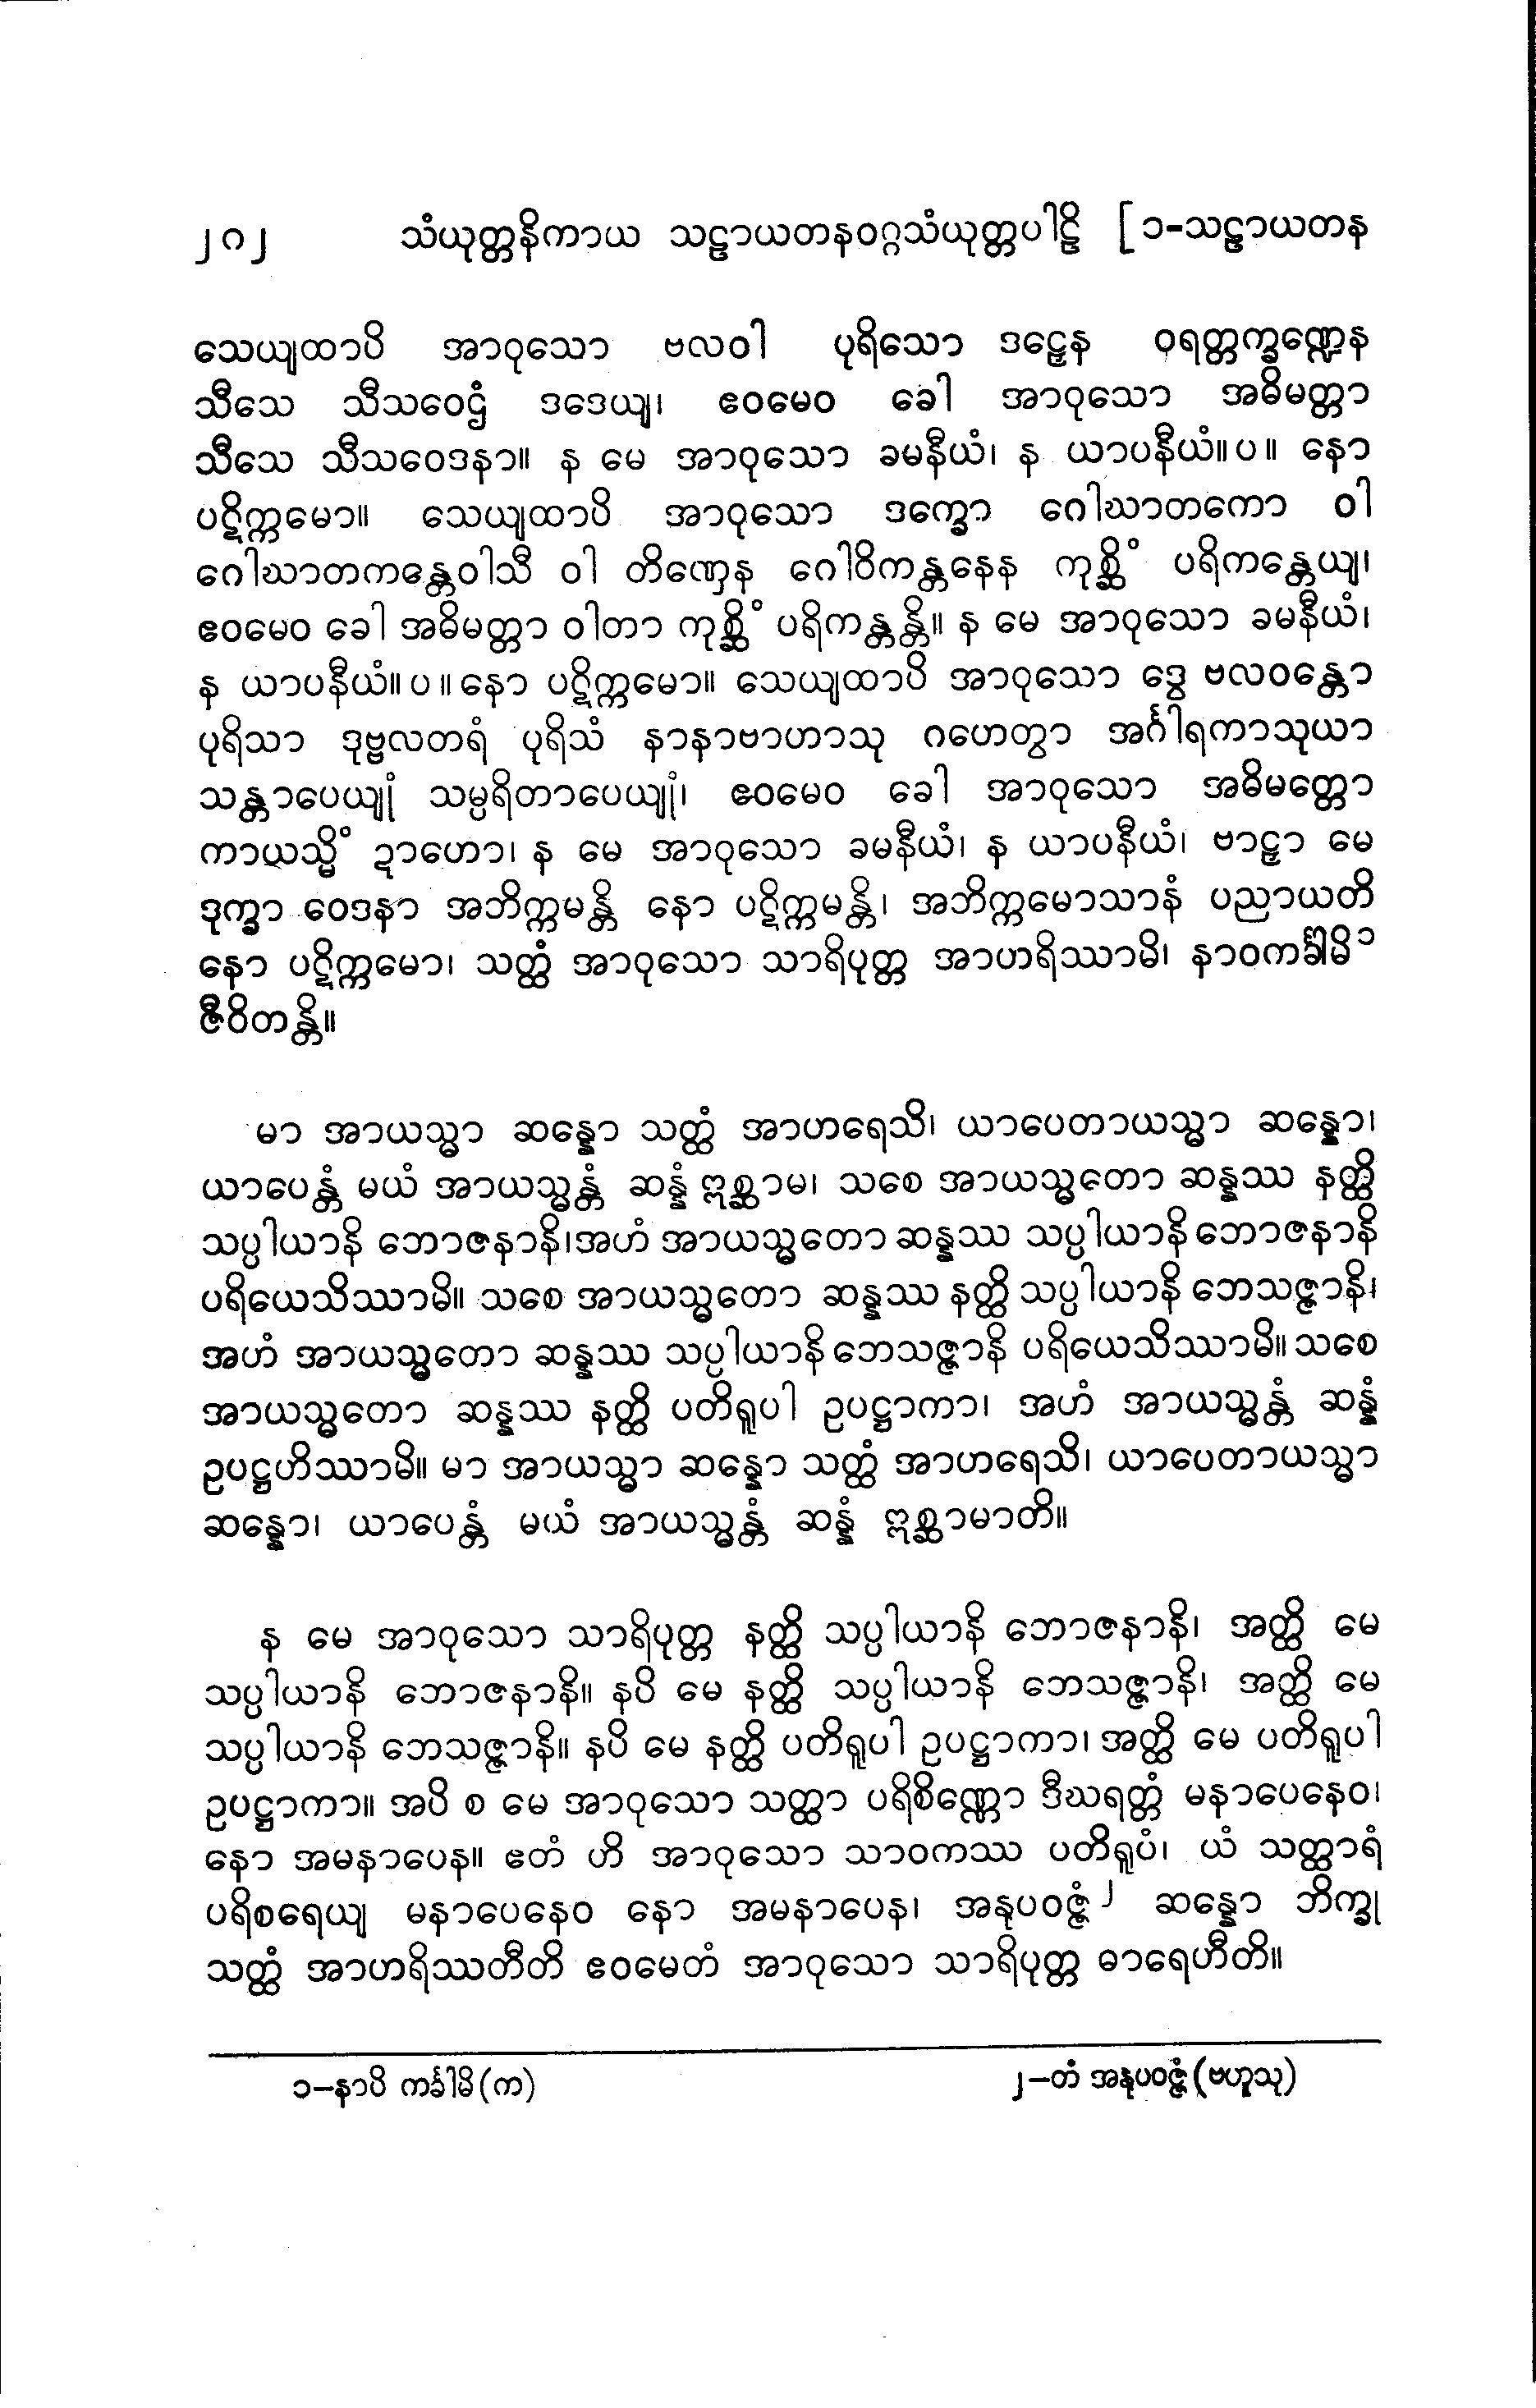 ၂၈၂ သံယုတ္တနိကာယ သဠာယတနဝဂ္ဂသံယုတ္တပါဠိ [၁-သဠာယတန
သေယျထာပိ အာဝုသော ဗလဝါ ပုရိသော ဒဠှေန ဝရတ္တက္ခဏ္ဍေန
သီသေ သီသဝေဌံ ဒဒေယျ၊ ဧဝမေဝ ခေါ အာဝုသော အဓိမတ္တာ
သီသေ သီသဝေဒနာ။ န မေ အာဝုသော ခမနီယံ၊ န ယာပနီယံ။ပ။ နော
ပဋိက္ကမော။ သေယျထာပိ အာဝုသော ဒက္ခော ဂေါဃာတကော ဝါ
ဂေါဃာတကန္တေဝါသီ ဝါ တိဏှေန ဂေါဝိကန္တနေန ကုစ္ဆိံ ပရိကန္တေယျ၊
ဧဝမေဝ ခေါ အဓိမတ္တာ ဝါတာ ကုစ္ဆိံ ပရိကန္တန္တိ။ န မေ အာဝုသော ခမနီယံ၊
န ယာပနီယံ။ပ။နော ပဋိက္ကမော။ သေယျထာပိ အာဝုသော ဒွေ ဗလဝန္တော
ပုရိသာ ဒုဗ္ဗလတရံ ပုရိသံ နာနာဗာဟာသု ဂဟေတွာ အင်္ဂါရကာသုယာ
သန္တာပေယျုံ သမ္ပရိတာပေယျုံ၊ ဧဝမေဝ ခေါ အာဝုသော အဓိမတ္တော
ကာယသ္မိံ ဍာဟော၊ န မေ အာဝုသော ခမနီယံ၊ န ယာပနီယံ၊ ဗာဠှာ မေ
ဒုက္ခာ ဝေဒနာ အဘိက္ကမန္တိ နော ပဋိက္ကမန္တိ၊ အဘိက္ကမောသာနံ ပညာယတိ
နော ပဋိက္ကမော၊ သတ္ထံ အာဝုသော သာရိပုတ္တ အာဟရိဿာမိ၊ နာဝကင်္ခါမိ၁
ဇီဝိတန္တိ။
မာ အာယသ္မာ ဆန္နော သတ္ထံ အာဟရေသိ၊ ယာပေတာယသ္မာ ဆန္နော၊
ယာပေန္တံ မယံ အာယသ္မန္တံ ဆန္နံ ဣစ္ဆာမ၊ သစေ အာယသ္မတော ဆန္နဿ နတ္ထိ
သပ္ပါယာနိ ဘောဇနာနိ၊အဟံ အာယသ္မတော ဆန္နဿ သပ္ပါယာနိ ဘောဇနာနိ
ပရိယေသိဿာမိ။ သစေ အာယသ္မတော ဆန္နဿ နတ္ထိ သပ္ပါယာနိ ဘေသဇ္ဇာနိ၊
အဟံ အာယသ္မတော ဆန္နဿ သပ္ပါယာနိ ဘေသဇ္ဇာနိ ပရိယေသိဿာမိ။ သစေ
အာယသ္မတော ဆန္နဿ နတ္ထိ ပတိရူပါ ဥပဋ္ဌာကာ၊ အဟံ အာယသ္မန္တံ ဆန္နံ
ဥပဋ္ဌဟိဿာမိ။ မာ အာယသ္မာ ဆန္နော သတ္ထံ အာဟရေသိ၊ ယာပေတာယသ္မာ
ဆန္နော၊ ယာပေန္တံ မယံ အာယသ္မန္တံ ဆန္နံ ဣစ္ဆာမာတိ။
န မေ အာဝုသော သာရိပုတ္တ နတ္ထိ သပ္ပါယာနိ ဘောဇနာနိ၊ အတ္ထိ မေ
သပ္ပါယာနိ ဘောဇနာနိ။ နပိ မေ နတ္ထိ သပ္ပါယာနိ ဘေသဇ္ဇာနိ၊ အတ္ထိ မေ
သပ္ပါယာနိ ဘေသဇ္ဇာနိ။ နပိ မေ နတ္ထိ ပတိရူပါ ဥပဋ္ဌာကာ၊ အတ္ထိ မေ ပတိရူပါ
ဥပဋ္ဌာကာ။ အပိ စ မေ အာဝုသော သတ္ထာ ပရိစိဏ္ဏော ဒီဃရတ္တံ မနာပေနေဝ၊
နော အမနာပေန။ ဧတံ ဟိ အာဝုသော သာဝကဿ ပတိရူပံ၊ ယံ သတ္ထာရံ
ပရိစရေယျ မနာပေနေဝ နော အမနာပေန၊ အနုပဝဇ္ဇံ၂ ဆန္နော ဘိက္ခု
သတ္ထံ အာဟရိဿတီတိ ဧဝမေတံ အာဝုသော သာရိပုတ္တ ဓာရေဟီတိ။
၁–နာပိ ကင်္ခါမိ(က) ၂–တံ အနုပဝဇ္ဇံ(ဗဟူသု)